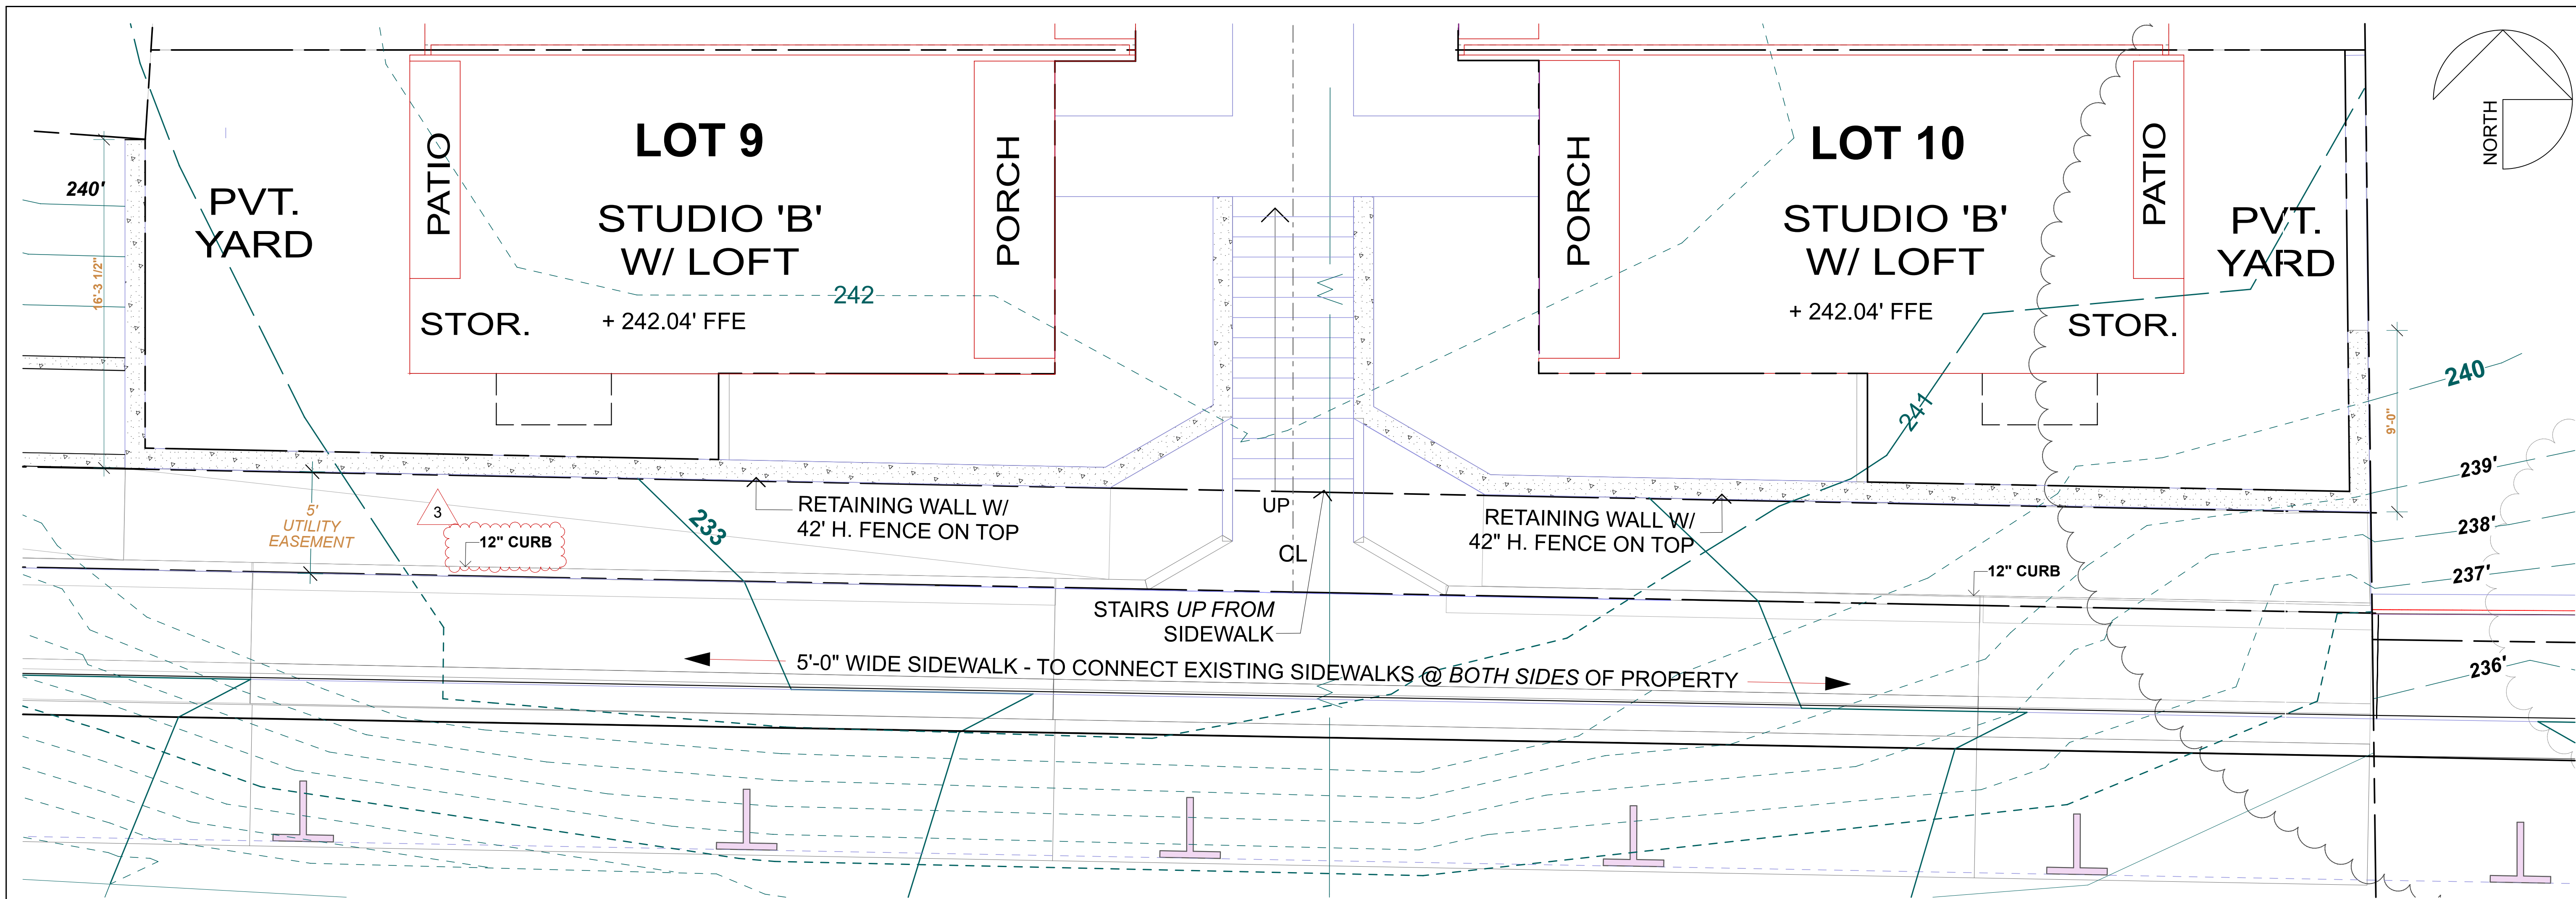 LOT 9
STUDIO 'B'
W/ LOFT
242
+ 242.04' FFE
PATIO
PORCH
STOR.
PVT.
YARD
240'
16'-3 1/2"
LOT 10
STUDIO 'B'
W/ LOFT
+ 242.04' FFE
PORCH
PATIO
STOR.
PVT.
YARD
NORTH
241
240
9'-0"
239'
238'
237'
236'
5'
UTILITY
EASEMENT
3
12" CURB
233
RETAINING WALL W/
42' H. FENCE ON TOP
UP
CL
RETAINING WALL W/
42" H. FENCE ON TOP
12" CURB
STAIRS UP FROM
SIDEWALK
5'-0" WIDE SIDEWALK - TO CONNECT EXISTING SIDEWALKS @ BOTH SIDES OF PROPERTY